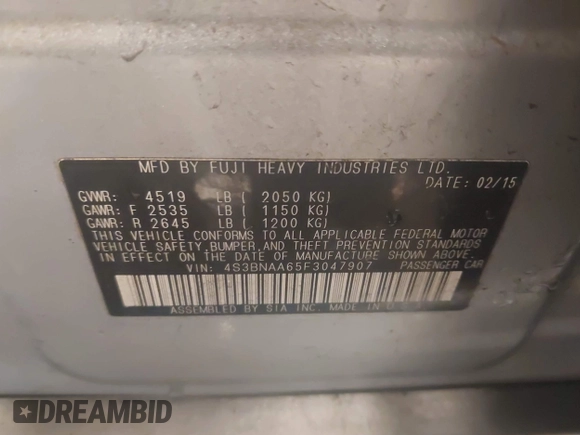 MFD BY FUJI HEAVY INDUSTRIES LTD.
DATE: 02/15
GVWR: 4519 LB ( 2050 KG)
GAWR: F 2535 LB ( 1150 KG)
GAWR: R 2645 LB ( 1200 KG)
THIS VEHICLE CONFORMS TO ALL APPLICABLE FEDERAL MOTOR
VEHICLE SAFETY, BUMPER, AND THEFT PREVENTION STANDARDS
IN EFFECT ON THE DATE OF MANUFACTURE SHOWN ABOVE.
VIN: 4S3BNAA65F3047907 PASSENGER CAR
ASSEMBLED BY SIA INC. MADE IN
DREAMBID